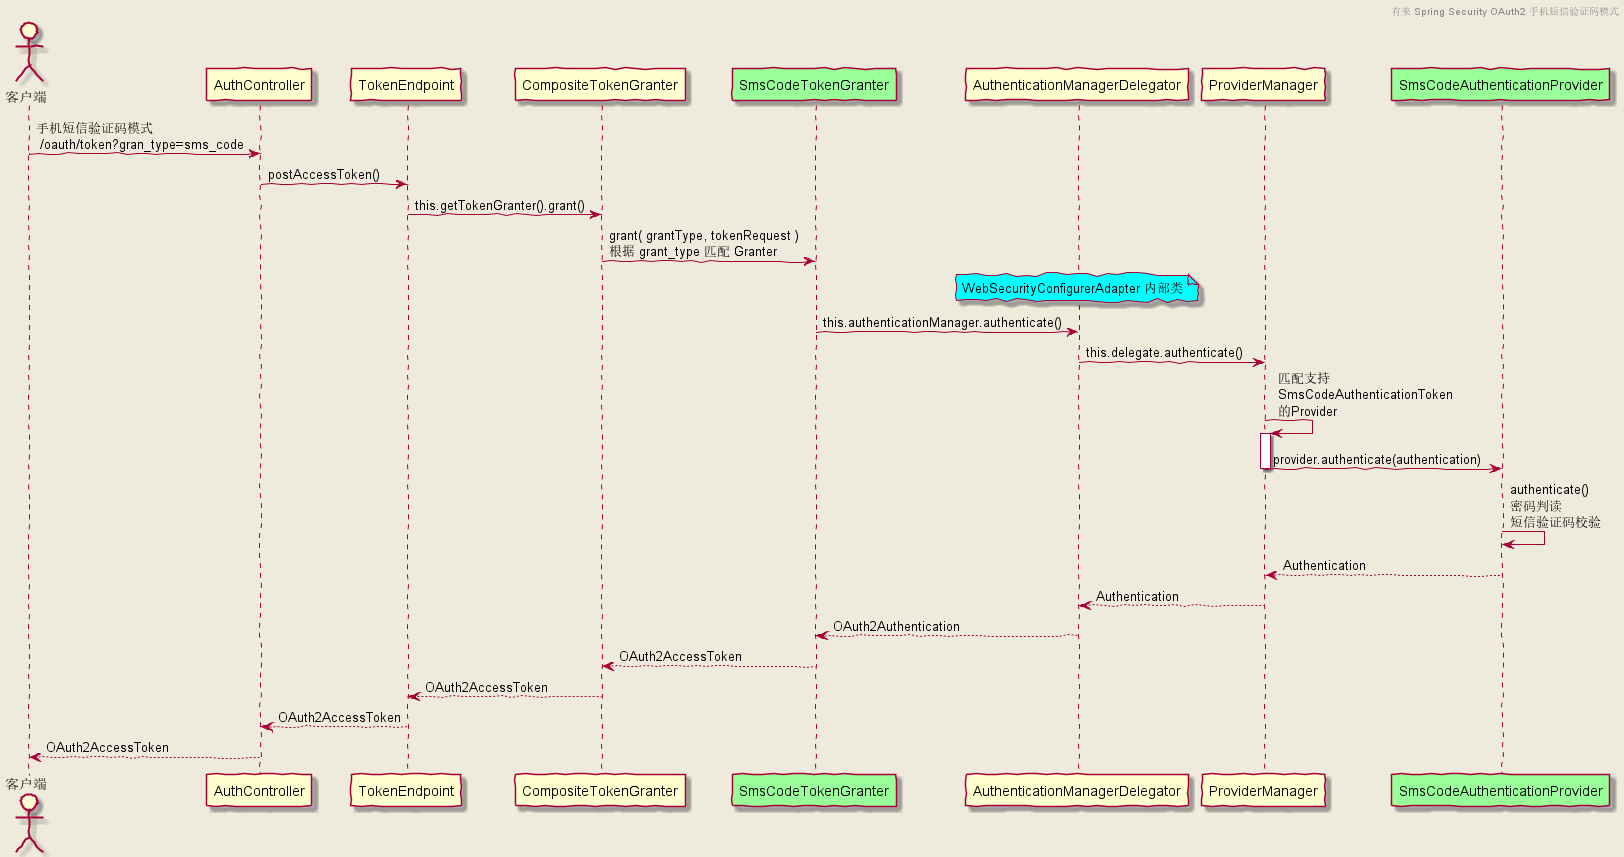 有来 Spring Security OAuth2 手机短信验证码模式
客户端
AuthController
TokenEndpoint
CompositeTokenGranter
SmsCodeTokenGranter
AuthenticationManagerDelegator
ProviderManager
SmsCodeAuthenticationProvider
手机短信验证码模式
/oauth/token?gran_type=sms_code
postAccessToken()
this.getTokenGranter().grant()
grant( grantType, tokenRequest )
根据 grant_type 匹配 Granter
WebSecurityConfigurerAdapter 内部类
this.authenticationManager.authenticate()
this.delegate.authenticate()
匹配支持
SmsCodeAuthenticationToken
的Provider
provider.authenticate(authentication)
authenticate()
密码判读
短信验证码校验
Authentication
Authentication
OAuth2Authentication
OAuth2AccessToken
OAuth2AccessToken
OAuth2AccessToken
OAuth2AccessToken
客户端
AuthController
TokenEndpoint
CompositeTokenGranter
SmsCodeTokenGranter
AuthenticationManagerDelegator
ProviderManager
SmsCodeAuthenticationProvider